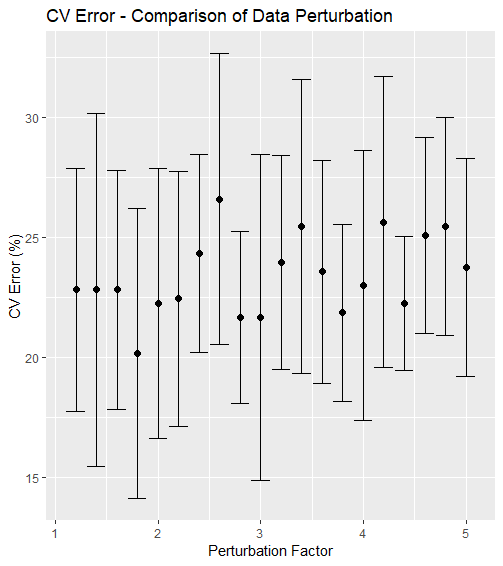 CV Error - Comparison of Data Perturbation
30
25
20
15
CV Error (%)
1 2 3 4 5
Perturbation Factor